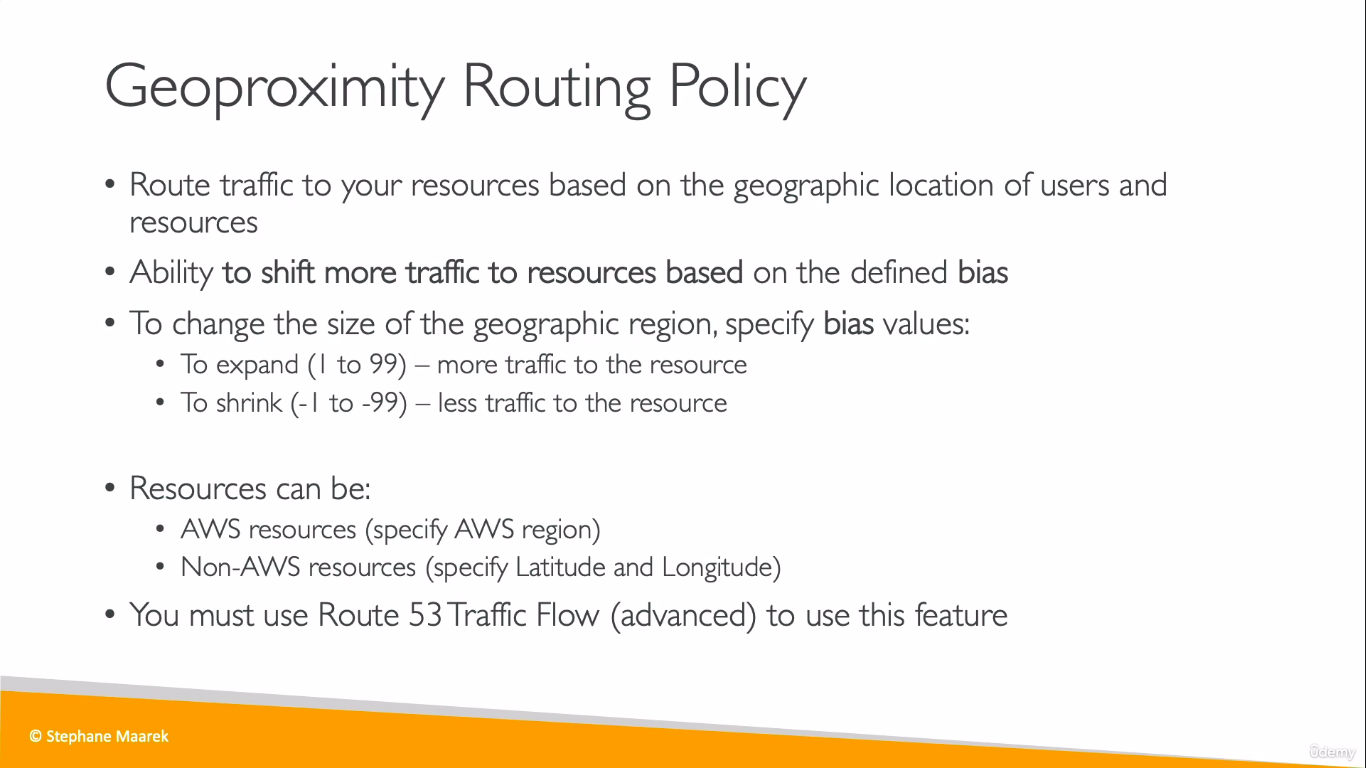 Geoproximity Routing Policy
• Route traffic to your resources based on the geographic location of users and
resources
• Ability to shift more traffic to resources based on the defined bias
• To change the size of the geographic region, specify bias values:
• To expand (1 to 99) – more traffic to the resource
• To shrink (-1 to -99) – less traffic to the resource
• Resources can be:
• AWS resources (specify AWS region)
• Non-AWS resources (specify Latitude and Longitude)
• You must use Route 53 Traffic Flow (advanced) to use this feature
© Stephane Maarek
ûdemy